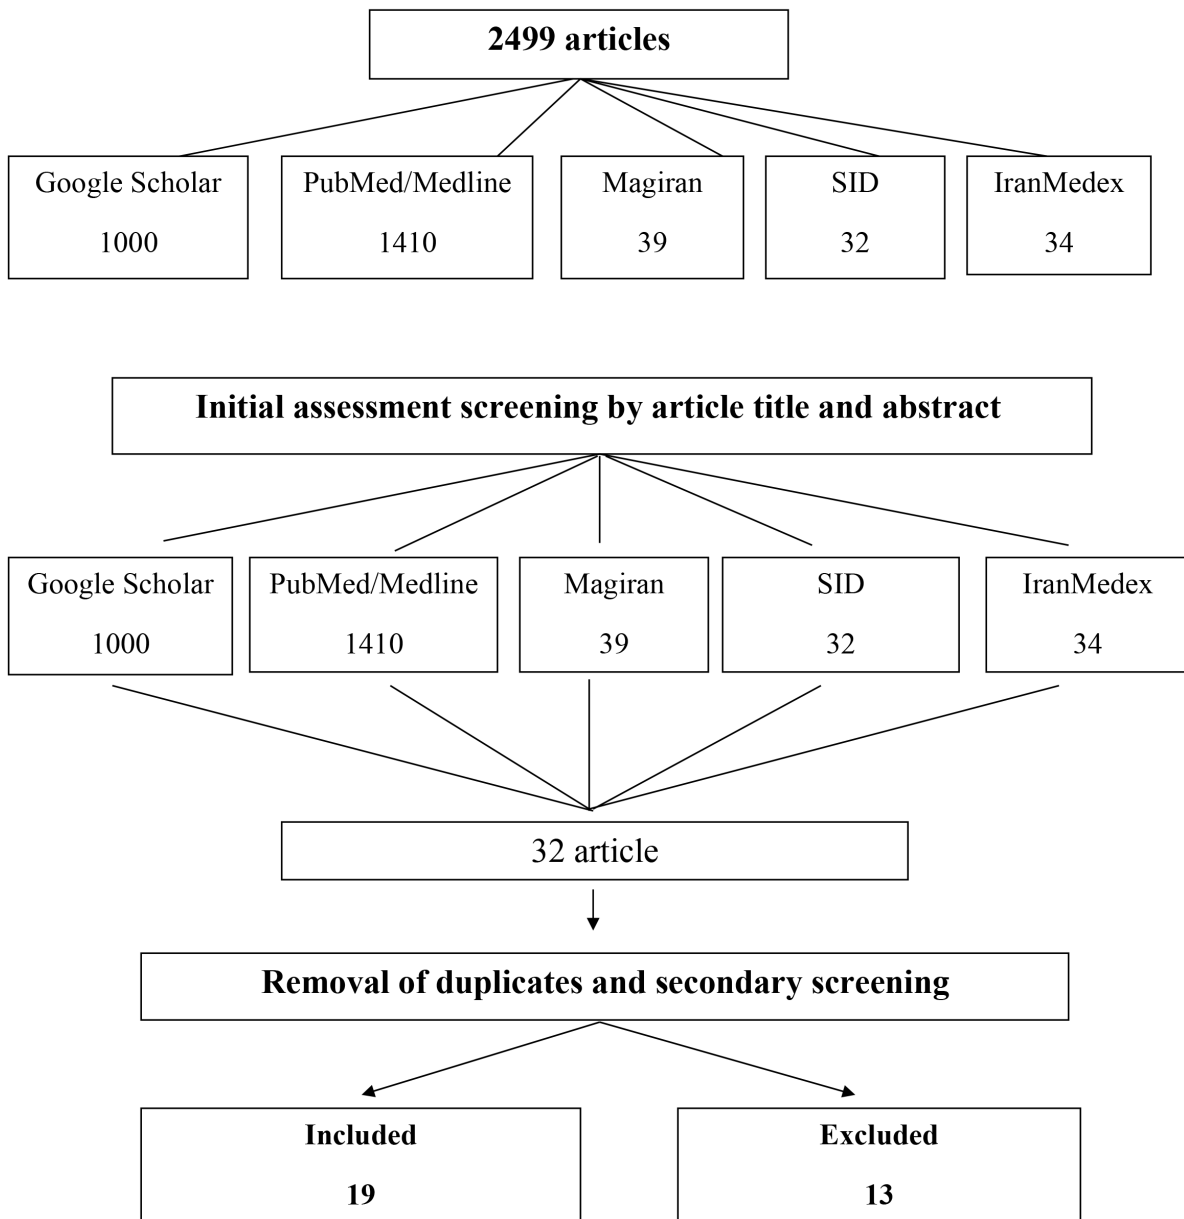 2499 articles
Google Scholar
1000
PubMed/Medline
1410
Magiran
39
SID
32
IranMedex
34
Initial assessment screening by article title and abstract
Google Scholar
1000
PubMed/Medline
1410
Magiran
39
SID
32
IranMedex
34
32 article
Removal of duplicates and secondary screening
Included
19
Excluded
13